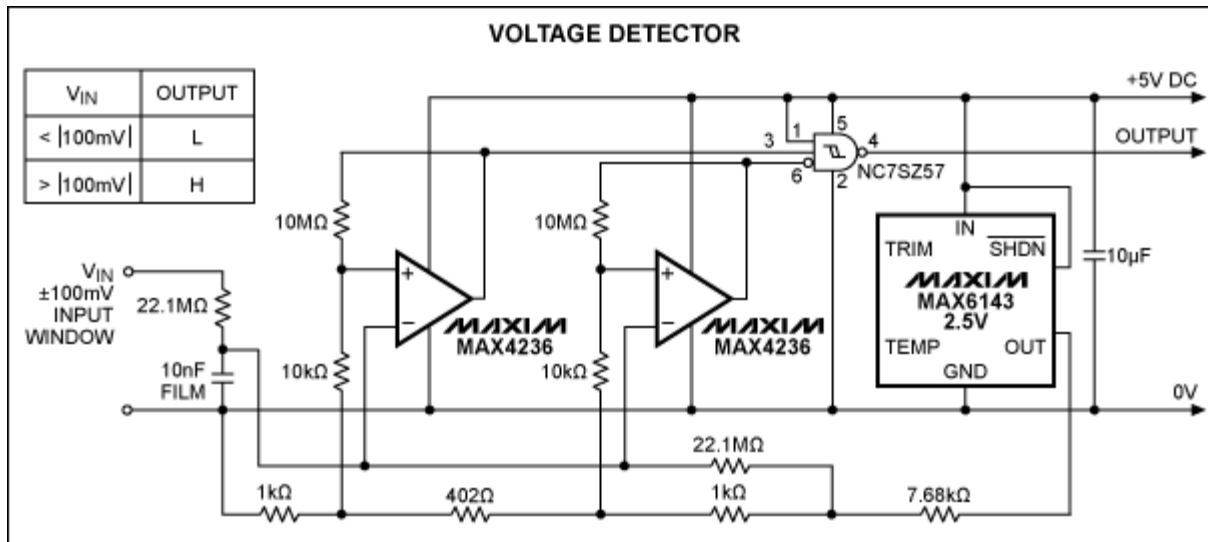 VOLTAGE DETECTOR
VIN OUTPUT
< |100mV| L
> |100mV| H
+5V DC
OUTPUT
1
3
5
4
6
2
NC7SZ57
10MΩ
10MΩ
VIN
±100mV
INPUT
WINDOW
22.1MΩ
10nF
FILM
+
−
MAXIM
MAX4236
10kΩ
+
−
MAXIM
MAX4236
10kΩ
IN
TRIM
SHDN
MAXIM
MAX6143
2.5V
TEMP
OUT
GND
10µF
0V
22.1MΩ
1kΩ
402Ω
1kΩ
7.68kΩ